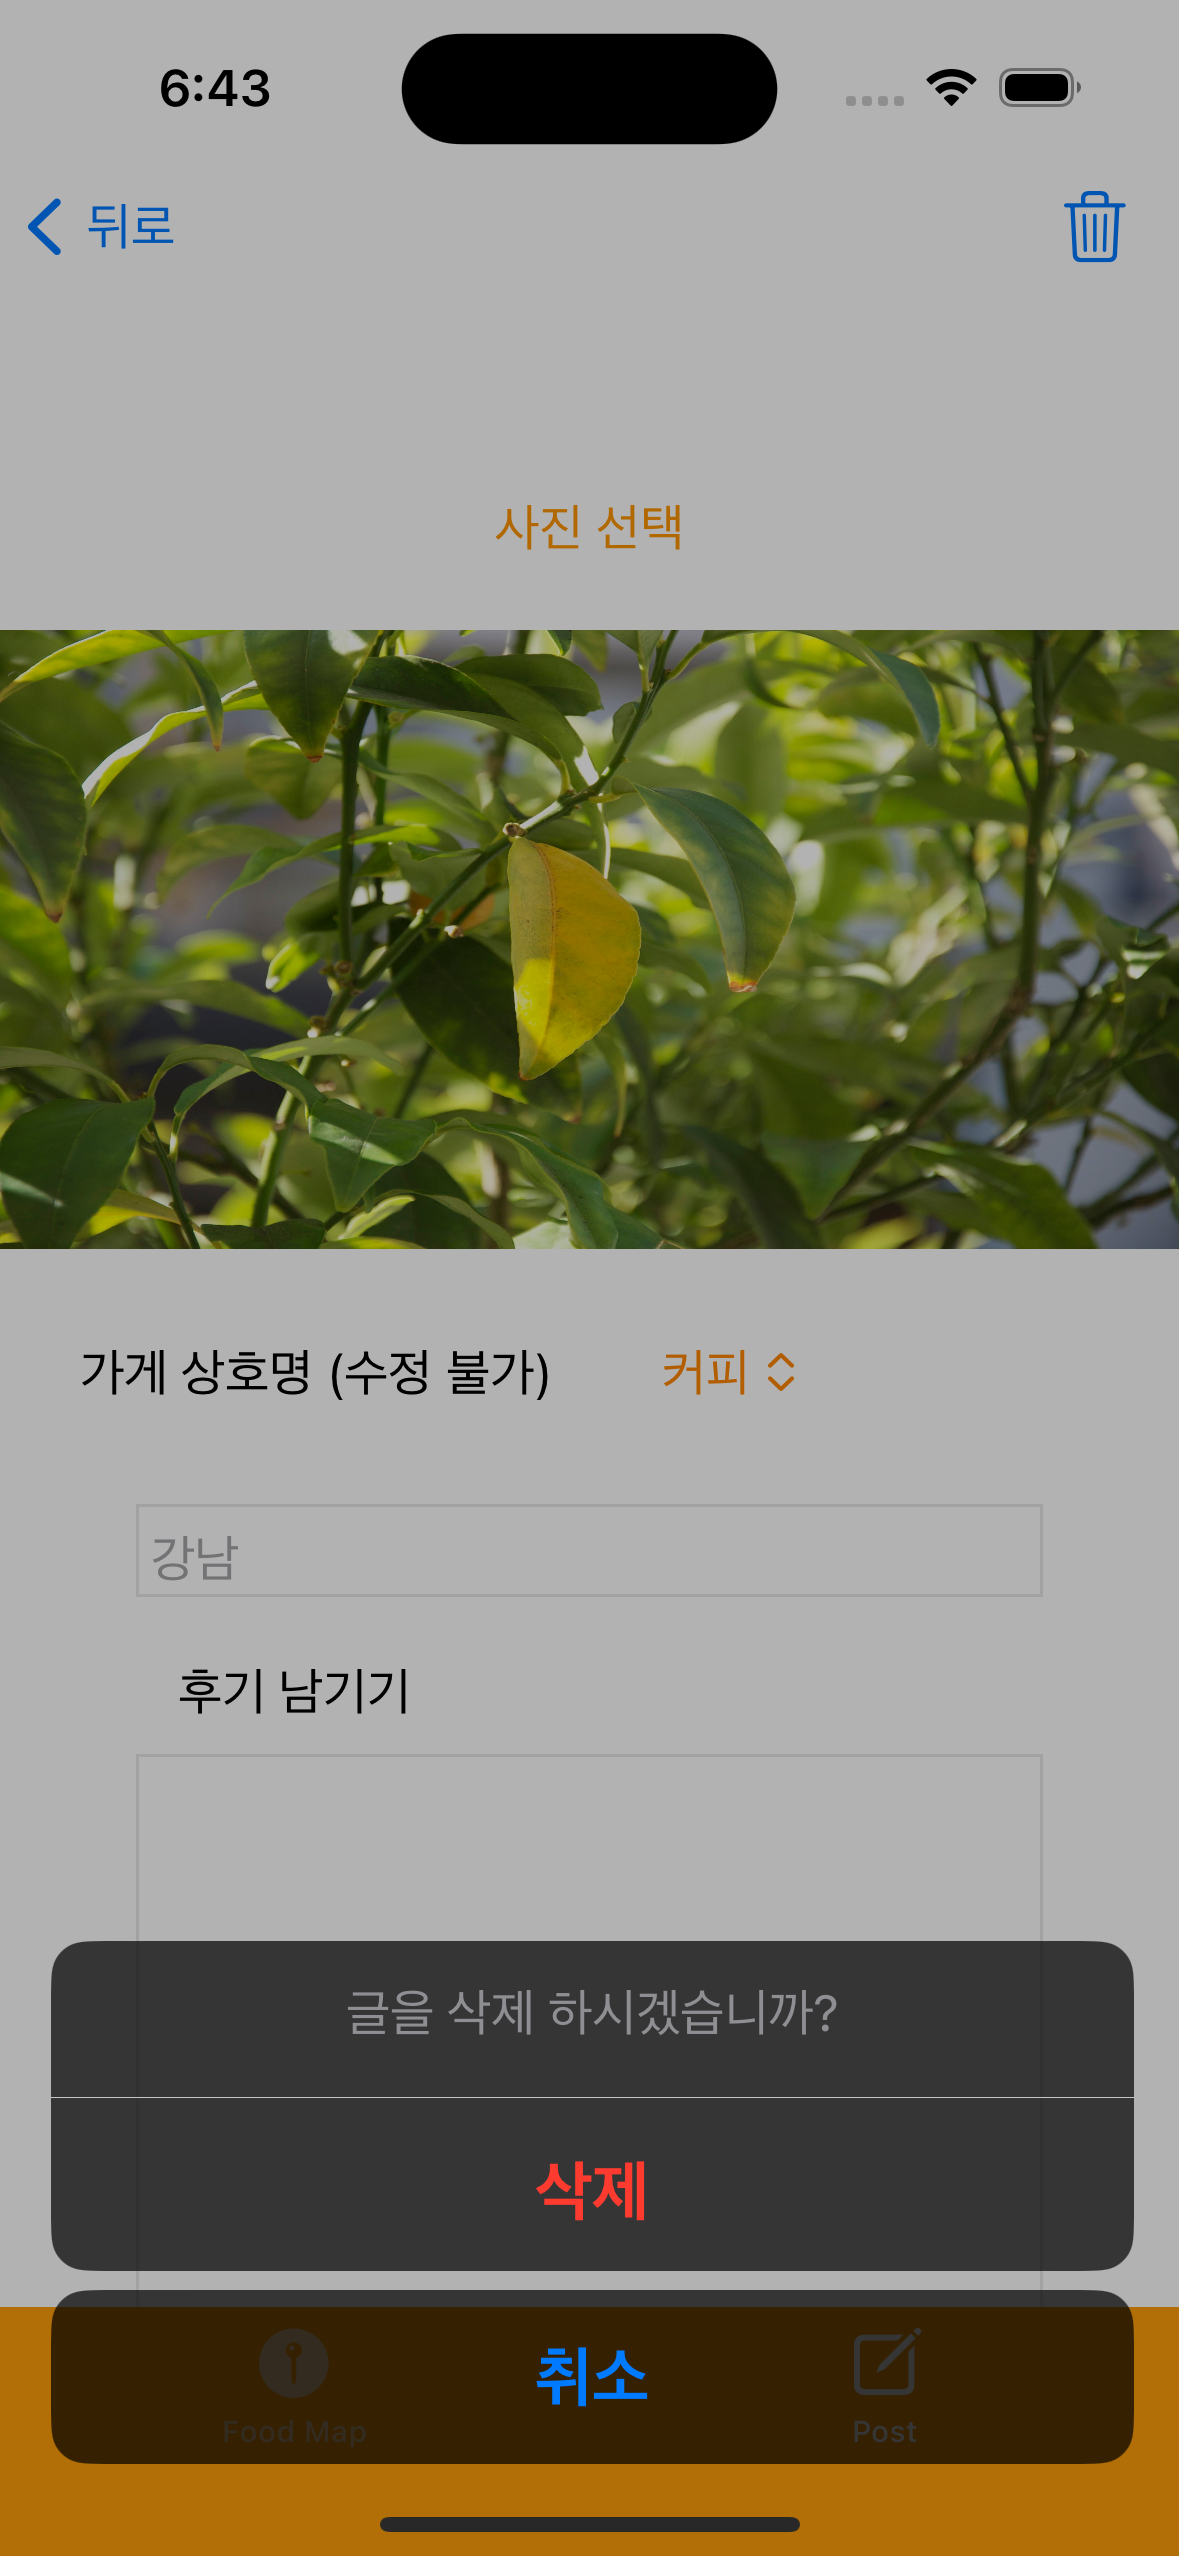 6:43
뒤로
사진 선택
가게 상호명 (수정 불가)
커피
강남
후기 남기기
글을 삭제 하시겠습니까?
삭제
취소
Food Map
Post